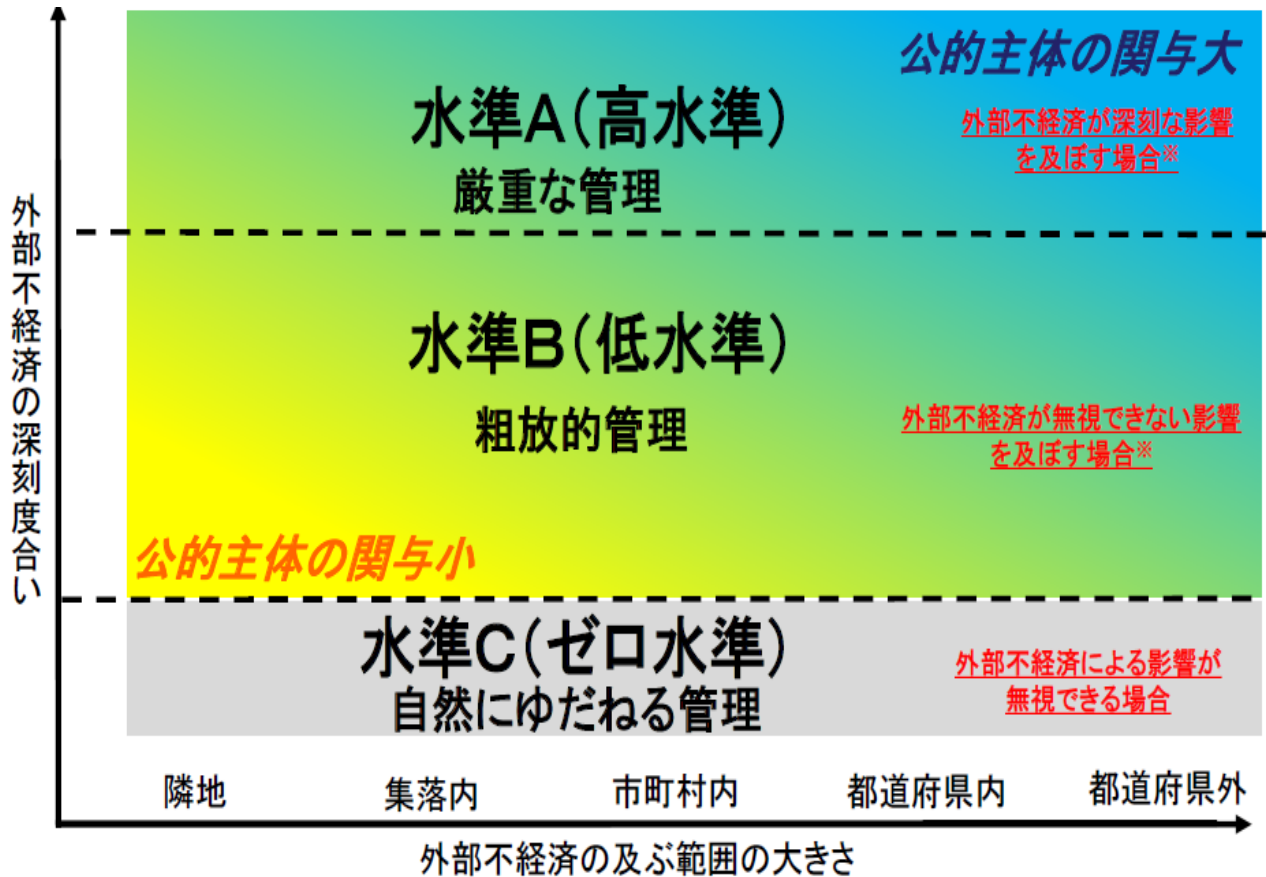 公的主体の関与大
水準A（高水準）
厳重な管理
外部不経済が深刻な影響
を及ぼす場合※
外部不経済の深刻度合い
水準B（低水準）
粗放的管理
外部不経済が無視できない影響
を及ぼす場合※
公的主体の関与小
水準C（ゼロ水準）
自然にゆだねる管理
外部不経済による影響が
無視できる場合
隣地
集落内
市町村内
都道府県内
都道府県外
外部不経済の及ぶ範囲の大きさ